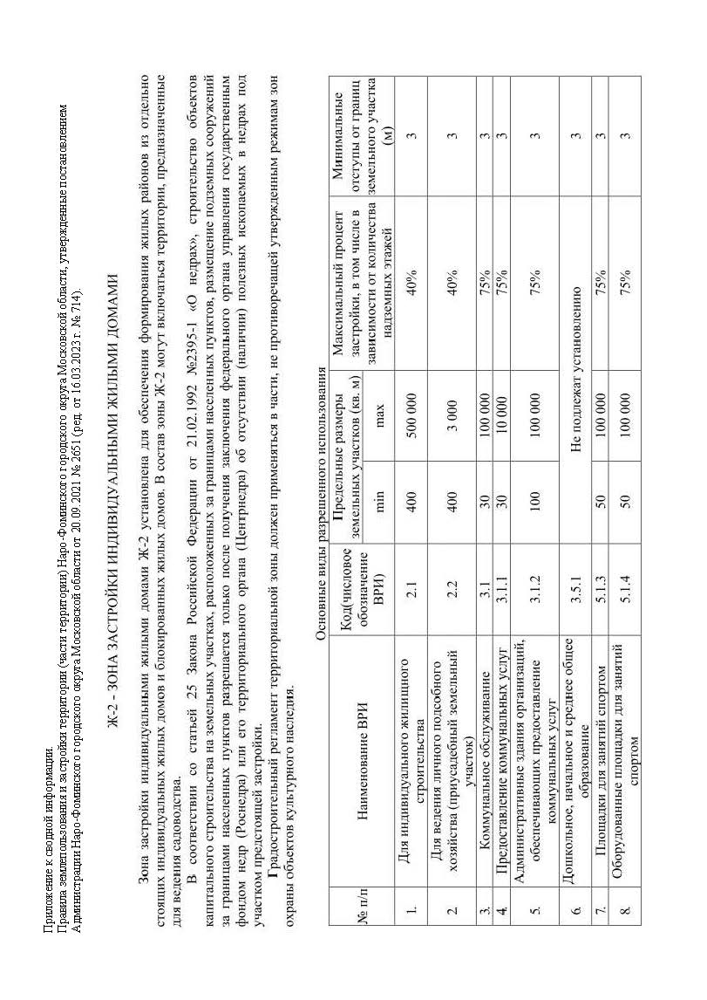 Приложение к сводной информации.
Правила землепользования и застройки территории (части территории) Наро-Фоминского городского округа Московской области, утвержденные постановлением
Администрации Наро-Фоминского городского округа Московской области от 20.09.2021 № 2651 (ред. от 16.03.2023 г. № 714).
Ж-2 - ЗОНА ЗАСТРОЙКИ ИНДИВИДУАЛЬНЫМИ ЖИЛЫМИ ДОМАМИ
Зона застройки индивидуальными жилыми домами Ж-2 установлена для обеспечения формирования жилых районов из отдельно
стоящих индивидуальных жилых домов и блокированных жилых домов. В состав зоны Ж-2 могут включаться территории, предназначенные
для ведения садоводства.
В соответствии со статьей 25 Закона Российской Федерации от 21.02.1992 №2395-1 «О недрах», строительство объектов
капитального строительства на земельных участках, расположенных за границами населенных пунктов, размещение подземных сооружений
за границами населенных пунктов разрешается только после получения заключения федерального органа управления государственным
фондом недр (Роснедра) или его территориального органа (Центрнедра) об отсутствии (наличии) полезных ископаемых в недрах под
участком предстоящей застройки.
Градостроительный регламент территориальной зоны должен применяться в части, не противоречащей утвержденным режимам зон
охраны объектов культурного наследия.
Основные виды разрешенного использования
№ п/п
Наименование ВРИ
Код(числовое
обозначение
ВРИ)
Предельные размеры
земельных участков (кв. м)
min
max
Максимальный процент
застройки, в том числе в
зависимости от количества
надземных этажей
Минимальные
отступы от границ
земельного участка
(м)
1.
Для индивидуального жилищного
строительства
2.1
400
500 000
40%
3
2.
Для ведения личного подсобного
хозяйства (приусадебный земельный
участок)
2.2
400
3 000
40%
3
3.
Коммунальное обслуживание
3.1
30
100 000
75%
3
4.
Предоставление коммунальных услуг
3.1.1
30
10 000
75%
3
5.
Административные здания организаций,
обеспечивающих предоставление
коммунальных услуг
3.1.2
100
100 000
75%
3
6.
Дошкольное, начальное и среднее общее
образование
3.5.1
Не подлежат установлению
3
7.
Площадки для занятий спортом
5.1.3
50
100 000
75%
3
8.
Оборудованные площадки для занятий
спортом
5.1.4
50
100 000
75%
3